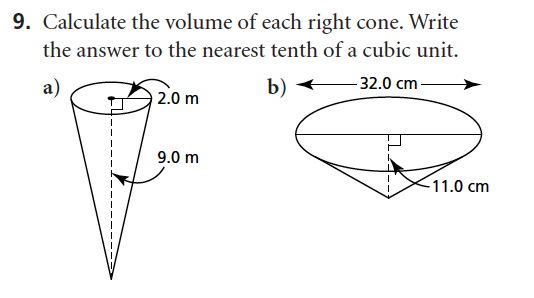 9. Calculate the volume of each right cone. Write
the answer to the nearest tenth of a cubic unit.
a)
2.0 m
9.0 m
b)
32.0 cm
11.0 cm